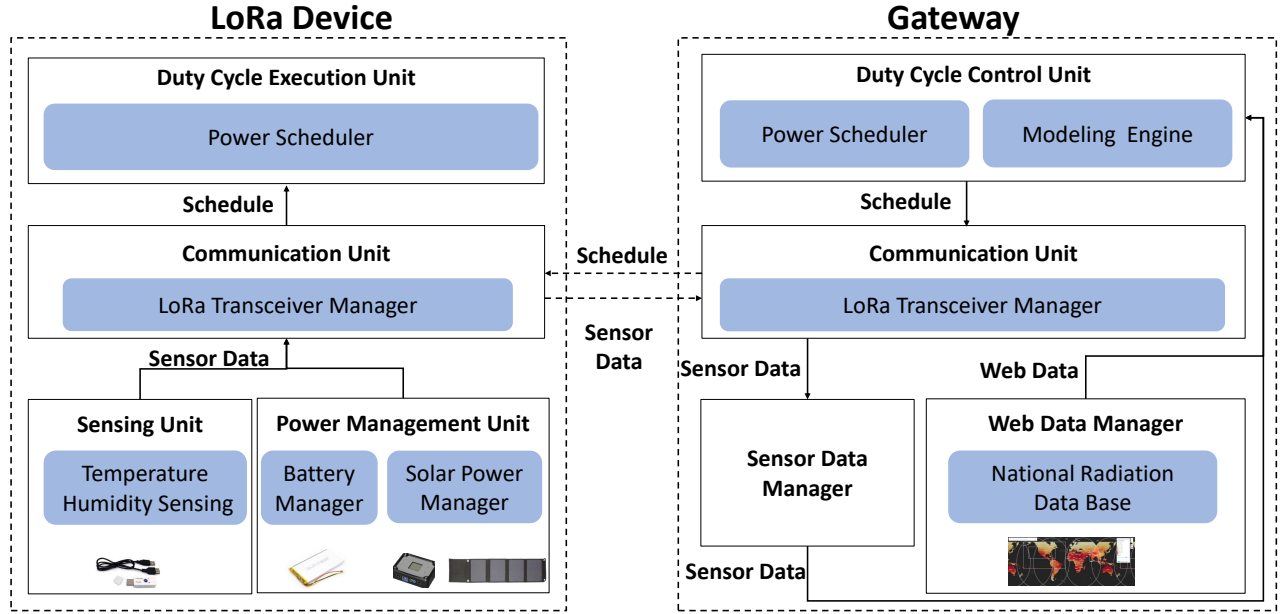 LoRa Device
Duty Cycle Execution Unit
Power Scheduler
Schedule
Communication Unit
LoRa Transceiver Manager
Sensor Data
Sensing Unit
Temperature
Humidity Sensing
Power Management Unit
Battery
Manager
Solar Power
Manager
Schedule
Sensor
Data
Gateway
Duty Cycle Control Unit
Power Scheduler
Modeling Engine
Schedule
Communication Unit
LoRa Transceiver Manager
Sensor Data
Web Data
Sensor Data
Manager
Web Data Manager
National Radiation
Data Base
Sensor Data